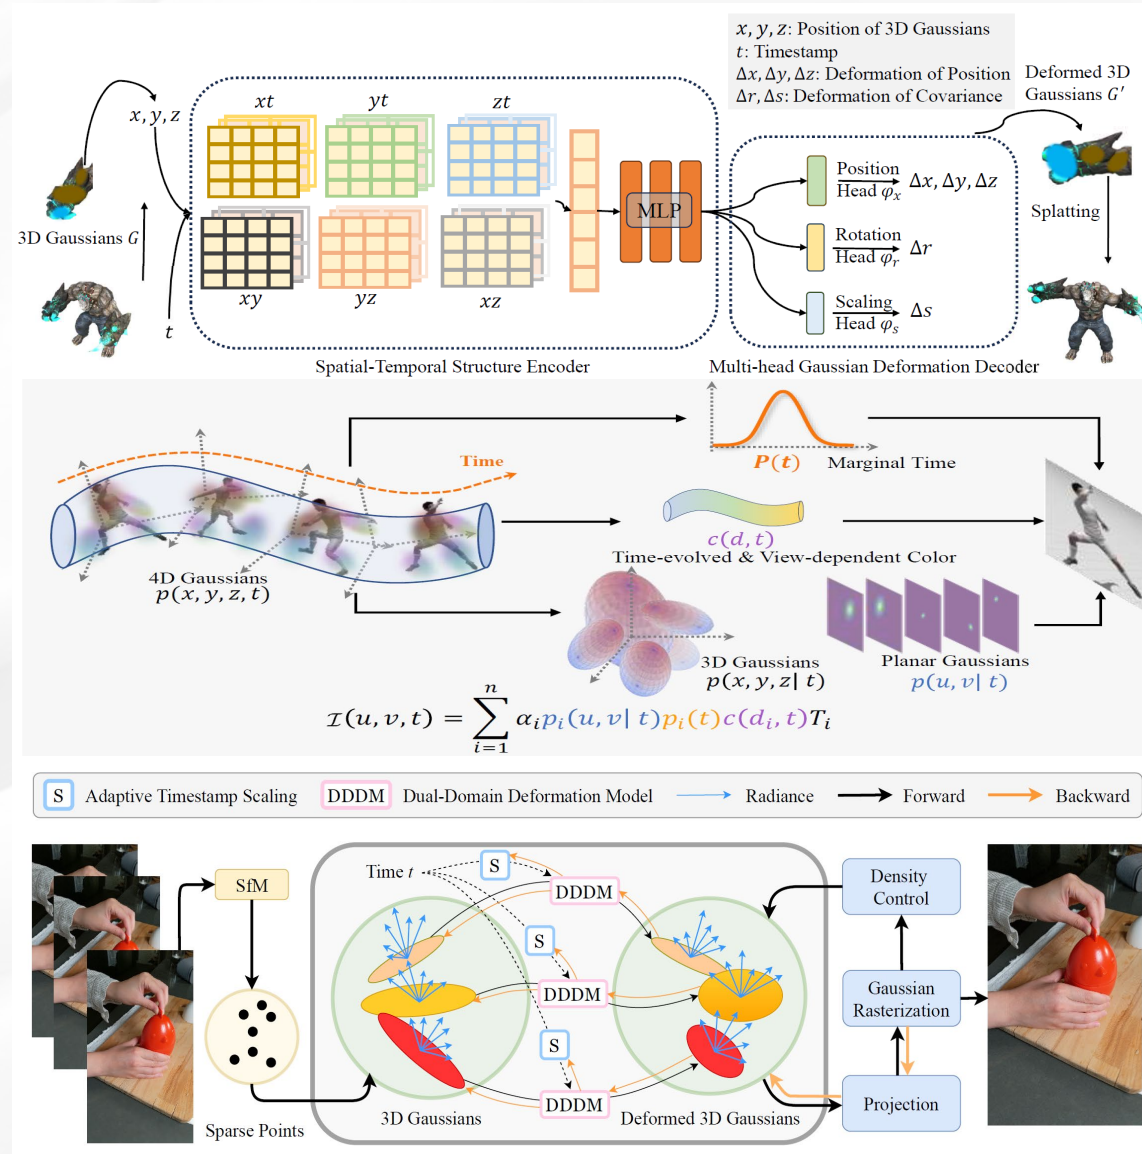 x, y, z: Position of 3D Gaussians
t: Timestamp
Δx, Δy, Δz: Deformation of Position
Δr, Δs: Deformation of Covariance
Deformed 3D
Gaussians G′
x, y, z
3D Gaussians G
t
xt
yt
zt
xy
yz
xz
MLP
Position
Head φₓ
Δx, Δy, Δz
Rotation
Head φᵣ
Δr
Scaling
Head φₛ
Δs
Splatting
Spatial-Temporal Structure Encoder
Multi-head Gaussian Deformation Decoder
Time
P(t)
Marginal Time
c(d, t)
Time-evolved & View-dependent Color
4D Gaussians
p(x, y, z, t)
3D Gaussians
p(x, y, z| t)
Planar Gaussians
p(u, v| t)
I(u, v, t) = ∑ⁿᵢ₌₁ αᵢpᵢ(u, v| t)pᵢ(t)c(dᵢ, t)Tᵢ
S Adaptive Timestamp Scaling
DDDM Dual-Domain Deformation Model
Radiance
Forward
Backward
SfM
Sparse Points
Time t
S
DDDM
S
DDDM
S
DDDM
3D Gaussians
Deformed 3D Gaussians
Density
Control
Gaussian
Rasterization
Projection